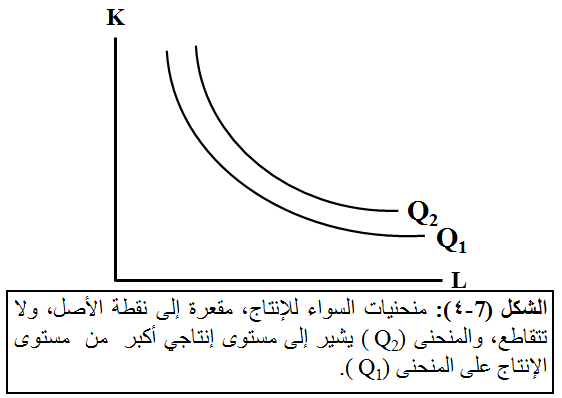 K
Q2
Q1
L
الشكل (7-٤): منحنيات السواء للإنتاج، مقعرة إلى نقطة الأصل، ولا
تتقاطع، والمنحنى (Q2 ) يشير إلى مستوى إنتاجي أكبر من مستوى
الإنتاج على المنحنى (Q1 ).